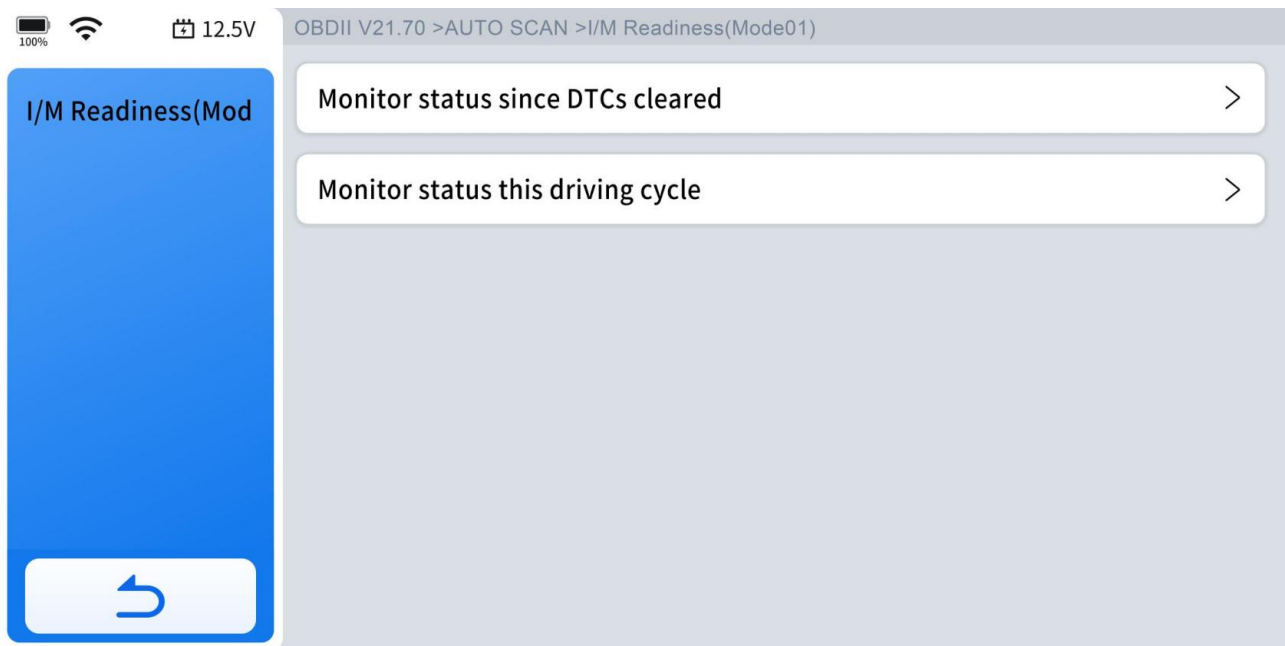 100%
12.5V
OBDII V21.70 >AUTO SCAN >I/M Readiness(Mode01)
I/M Readiness(Mod
Monitor status since DTCs cleared
Monitor status this driving cycle